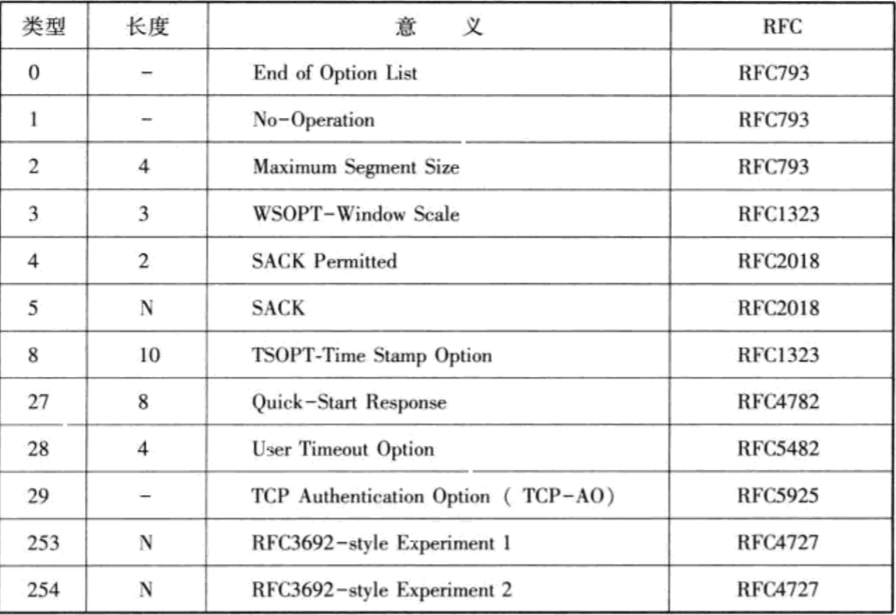 类型 长度 意 义 RFC
0 - End of Option List RFC793
1 - No-Operation RFC793
2 4 Maximum Segment Size RFC793
3 3 WSOPT-Window Scale RFC1323
4 2 SACK Permitted RFC2018
5 N SACK RFC2018
8 10 TSOPT-Time Stamp Option RFC1323
27 8 Quick-Start Response RFC4782
28 4 User Timeout Option RFC5482
29 - TCP Authentication Option ( TCP-AO) RFC5925
253 N RFC3692-style Experiment 1 RFC4727
254 N RFC3692-style Experiment 2 RFC4727